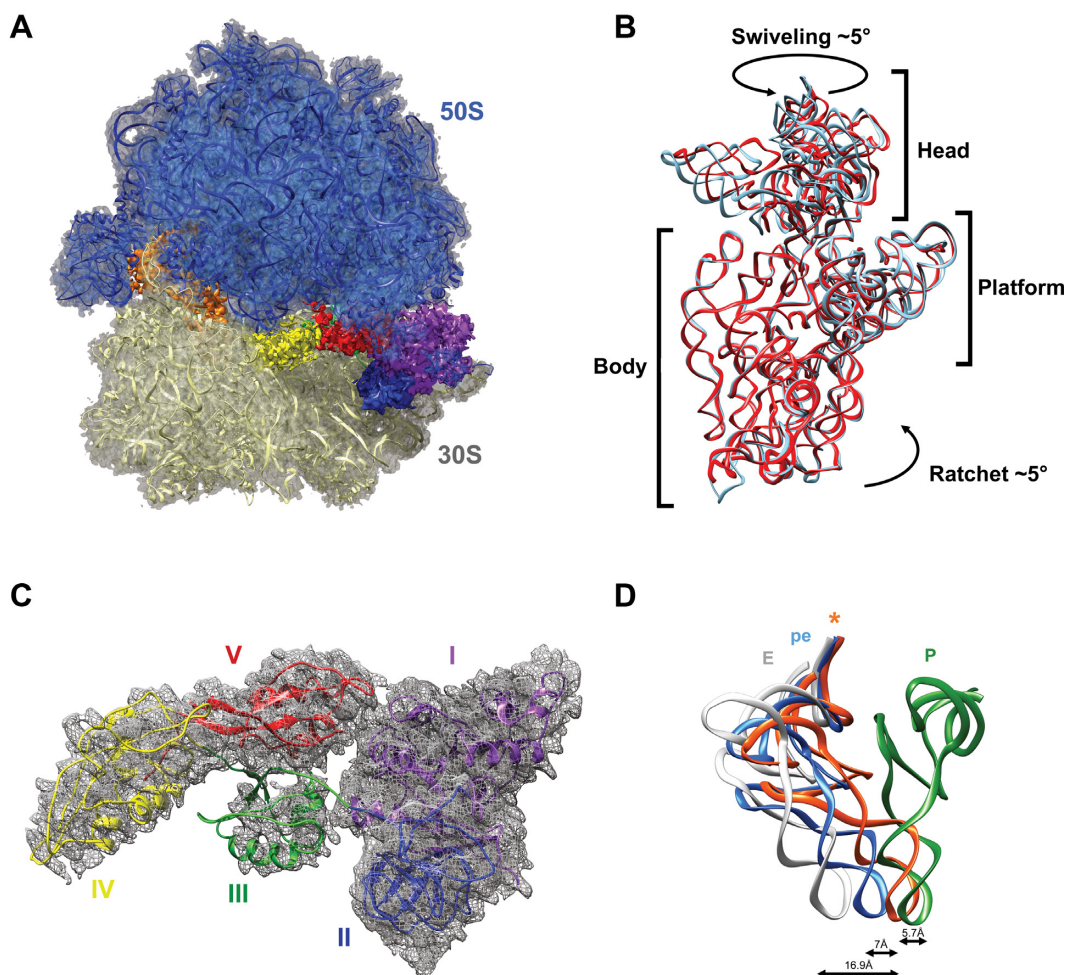 A
50S
30S
B
Swiveling ~5°
Head
Platform
Body
Ratchet ~5°
C
V
I
IV
III
II
D
*
pe
E
P
5.7Å
7Å
16.9Å